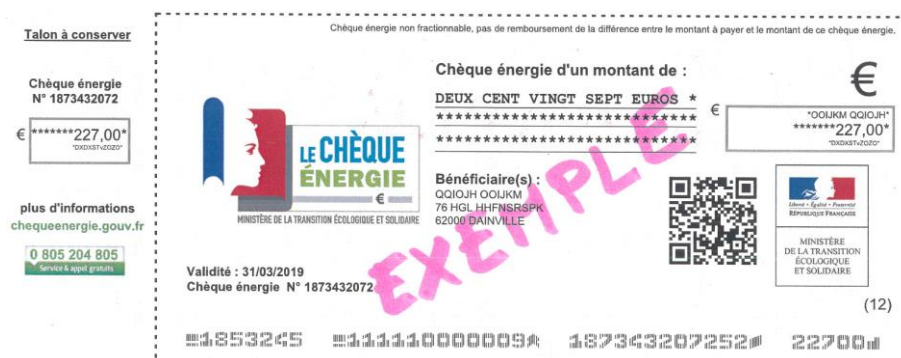 Talon à conserver
Chèque énergie
N° 1873432072
€ *******227,00*
*DXDXSTvZOZO*
plus d'informations
chequeenergie.gouv.fr
0 805 204 805
Service & appel gratuits
Chèque énergie non fractionnable, pas de remboursement de la différence entre le montant à payer et le montant de ce chèque énergie.
LE CHÈQUE
ÉNERGIE
€
MINISTÈRE DE LA TRANSITION ÉCOLOGIQUE ET SOLIDAIRE
Chèque énergie d'un montant de :
DEUX CENT VINGT SEPT EUROS *
****************************
****************************
€
€
*OOIJKM QQIOJH*
*******227,00*
*DXDXSTvZOZO*
Bénéficiaire(s) :
QQIOJH OOIJKM
76 HGL HHFNSRSPK
62000 DAINVILLE
EXEMPLE
Liberté • Égalité • Fraternité
RÉPUBLIQUE FRANÇAISE
MINISTÈRE
DE LA TRANSITION
ÉCOLOGIQUE
ET SOLIDAIRE
Validité : 31/03/2019
Chèque énergie N° 1873432072
(12)
1853245 111110000009 187343207252 22700